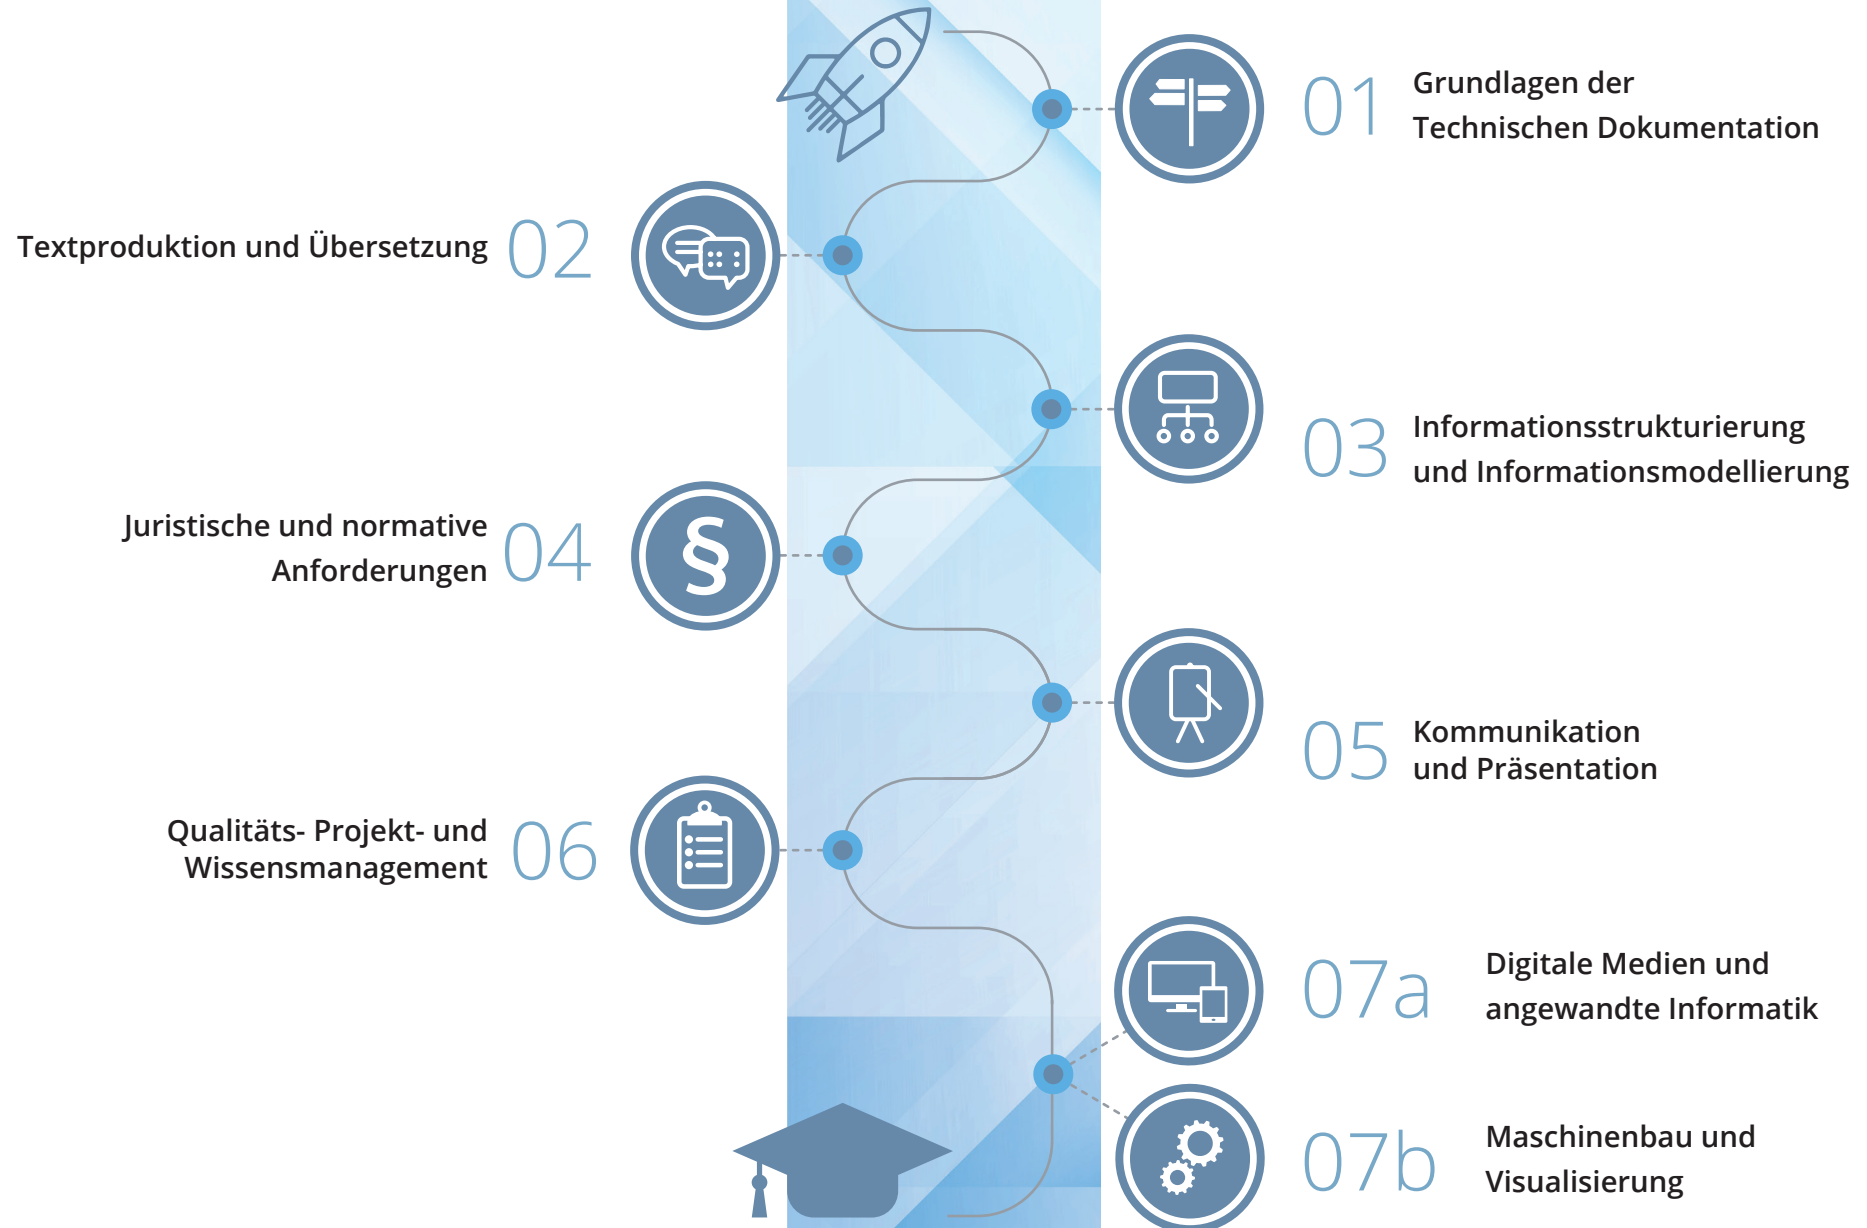 01
Grundlagen der
Technischen Dokumentation
Textproduktion und Übersetzung 02
03
Informationsstrukturierung
und Informationsmodellierung
Juristische und normative
Anforderungen
04
§
05
Kommunikation
und Präsentation
Qualitäts- Projekt- und
Wissensmanagement
06
07a
Digitale Medien und
angewandte Informatik
07b
Maschinenbau und
Visualisierung